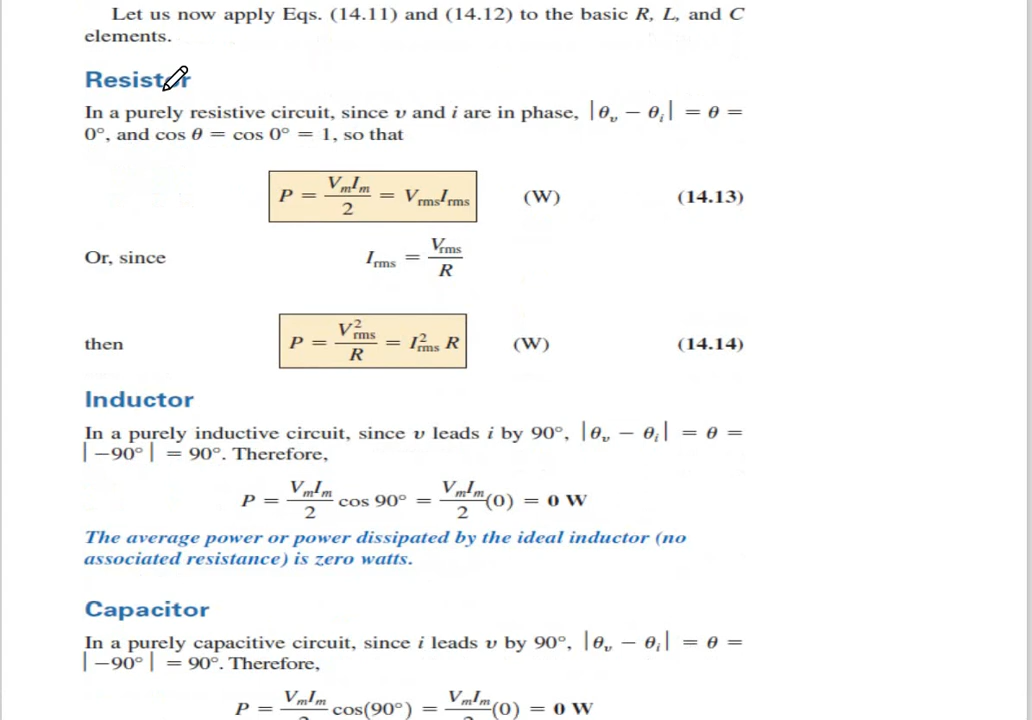 Let us now apply Eqs. (14.11) and (14.12) to the basic R, L, and C
elements.
Resistor
In a purely resistive circuit, since v and i are in phase, |θv − θi| = θ =
0°, and cos θ = cos 0° = 1, so that
P = VmIm/2 = VrmsIrms (W) (14.13)
Or, since Irms = Vrms/R
then P = V²rms/R = I²rms R (W) (14.14)
Inductor
In a purely inductive circuit, since v leads i by 90°, |θv − θi| = θ =
|−90°| = 90°. Therefore,
P = VmIm/2 cos 90° = VmIm/2 (0) = 0 W
The average power or power dissipated by the ideal inductor (no
associated resistance) is zero watts.
Capacitor
In a purely capacitive circuit, since i leads v by 90°, |θv − θi| = θ =
|−90°| = 90°. Therefore,
P = VmIm/2 cos(90°) = VmIm/2 (0) = 0 W